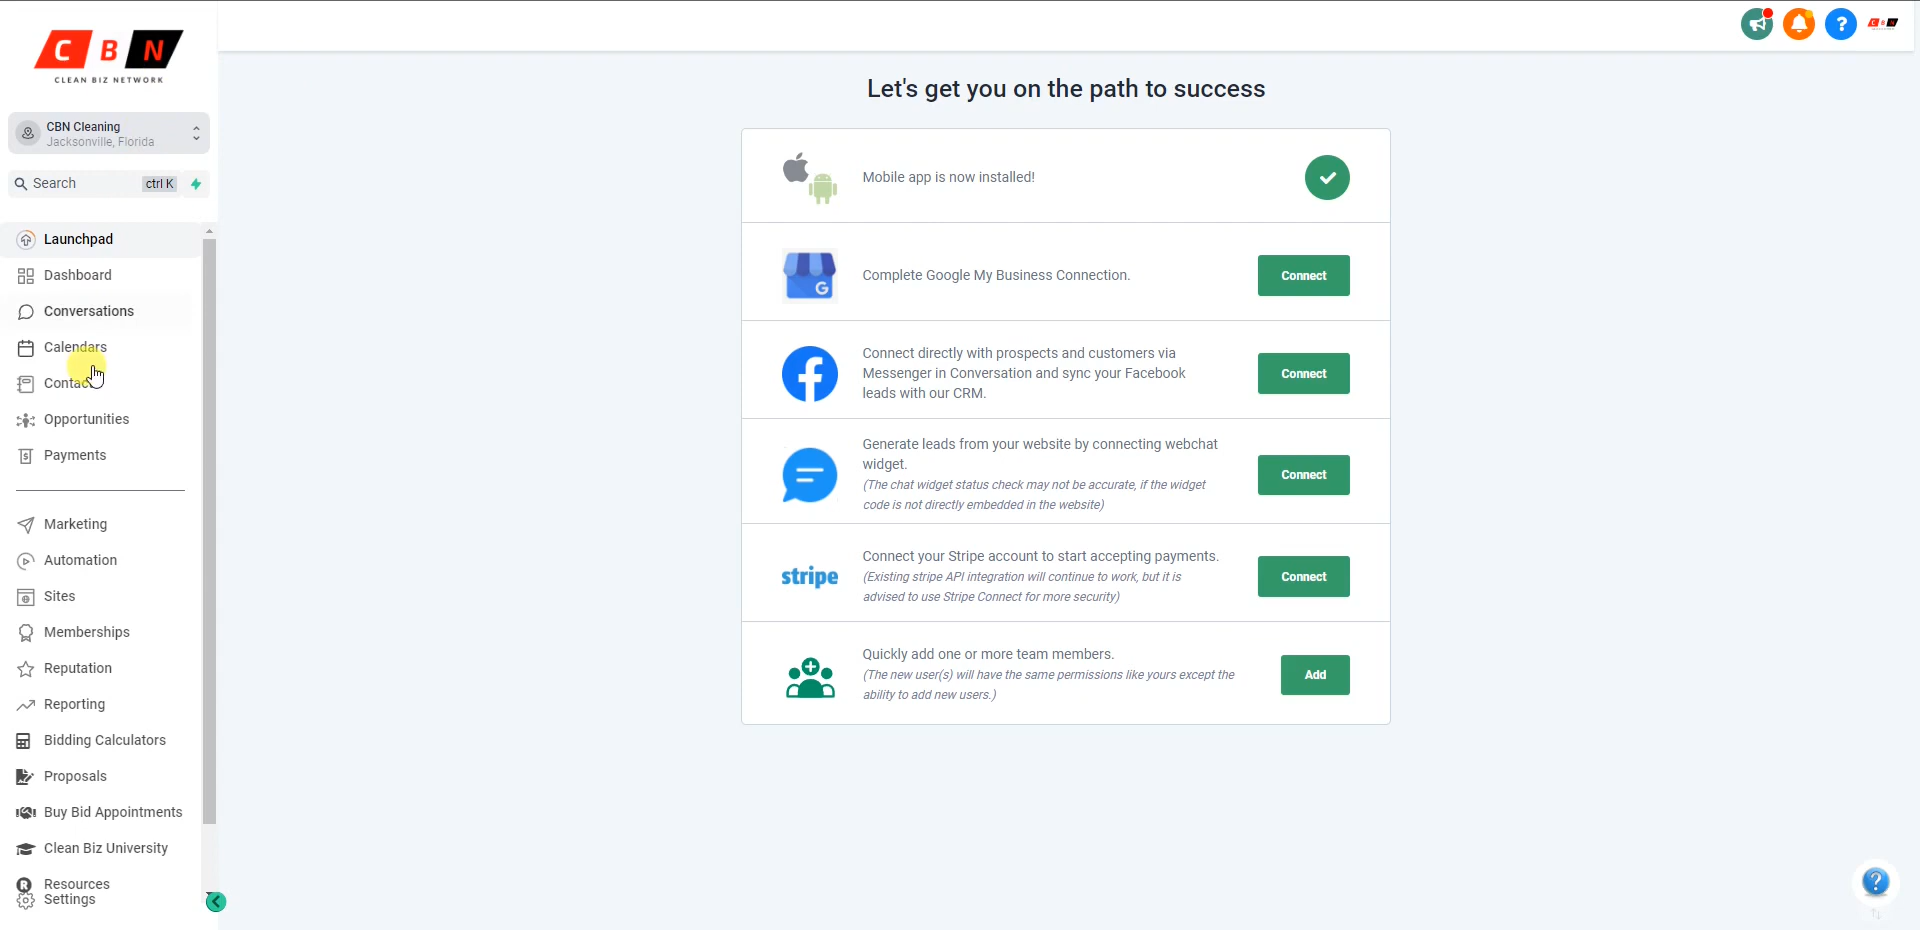 C B N
CLEAN BIZ NETWORK
CBN Cleaning
Jacksonville, Florida
Search
ctrl K
Launchpad
Dashboard
Conversations
Calendars
Contac
Opportunities
Payments
Marketing
Automation
Sites
Memberships
Reputation
Reporting
Bidding Calculators
Proposals
Buy Bid Appointments
Clean Biz University
Resources
Settings
C B N
Let's get you on the path to success
Mobile app is now installed!
Complete Google My Business Connection.
Connect
Connect directly with prospects and customers via
Messenger in Conversation and sync your Facebook
leads with our CRM.
Connect
Generate leads from your website by connecting webchat
widget.
(The chat widget status check may not be accurate, if the widget
code is not directly embedded in the website)
Connect
stripe
Connect your Stripe account to start accepting payments.
(Existing stripe API integration will continue to work, but it is
advised to use Stripe Connect for more security)
Connect
Quickly add one or more team members.
(The new user(s) will have the same permissions like yours except the
ability to add new users.)
Add